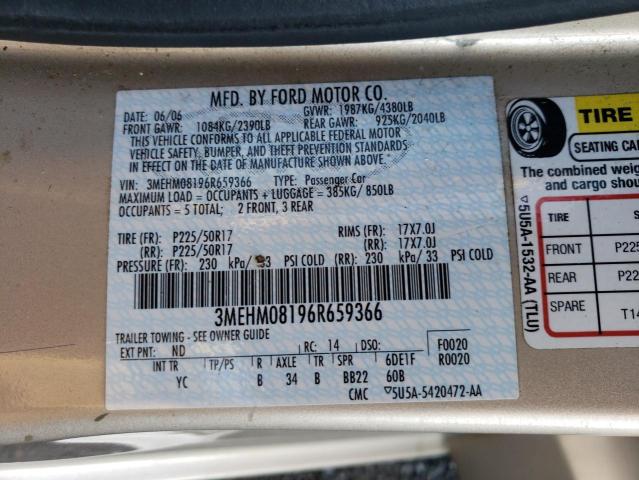 MFD. BY FORD MOTOR CO.
DATE: 06/06 GVWR: 1987KG/4380LB
FRONT GAWR: 1084KG/2390LB REAR GAWR: 925KG/2040LB
THIS VEHICLE CONFORMS TO ALL APPLICABLE FEDERAL MOTOR
VEHICLE SAFETY, BUMPER, AND THEFT PREVENTION STANDARDS
IN EFFECT ON THE DATE OF MANUFACTURE SHOWN ABOVE.
VIN: 3MEHM08196R659366 TYPE: Passenger Car
MAXIMUM LOAD = OCCUPANTS + LUGGAGE = 385KG/ 850LB
OCCUPANTS = 5 TOTAL; 2 FRONT, 3 REAR
TIRE (FR): P225/50R17 RIMS (FR): 17X7.0J
(RR): P225/50R17 (RR): 17X7.0J
PRESSURE (FR): 230 kPa/ 33 PSI COLD (RR): 230 kPa/ 33 PSI COLD
3MEHM08196R659366
TRAILER TOWING - SEE OWNER GUIDE
EXT PNT: ND RC: 14 DSO: F0020
INT TR TP/PS R AXLE TR SPR 6DE1F R0020
YC B 34 B BB22 60B
CMC ▽5U5A-5420472-AA
TIRE
SEATING CA
The combined weig
and cargo shou
TIRE S
FRONT P225
REAR P22
SPARE T14
▽5U5A-1532-AA (TLU)